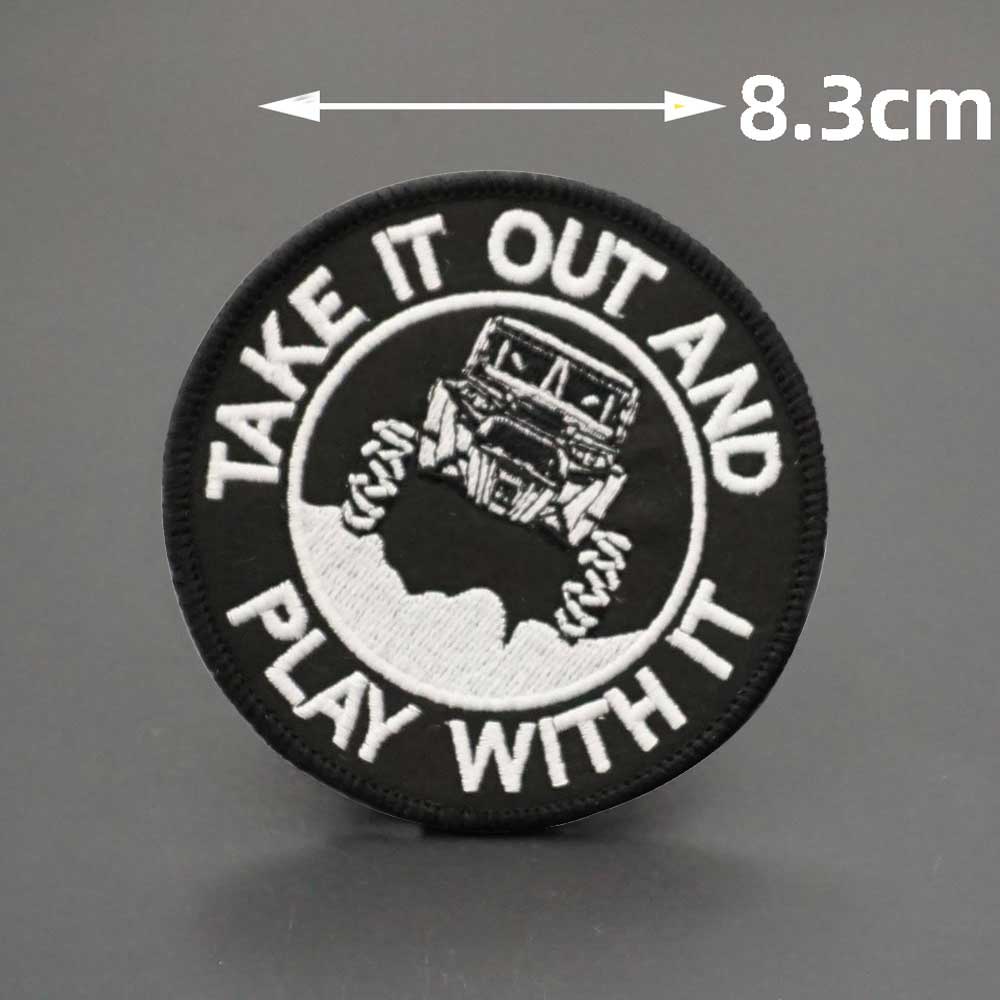 8.3cm
TAKE IT OUT AND
PLAY WITH IT